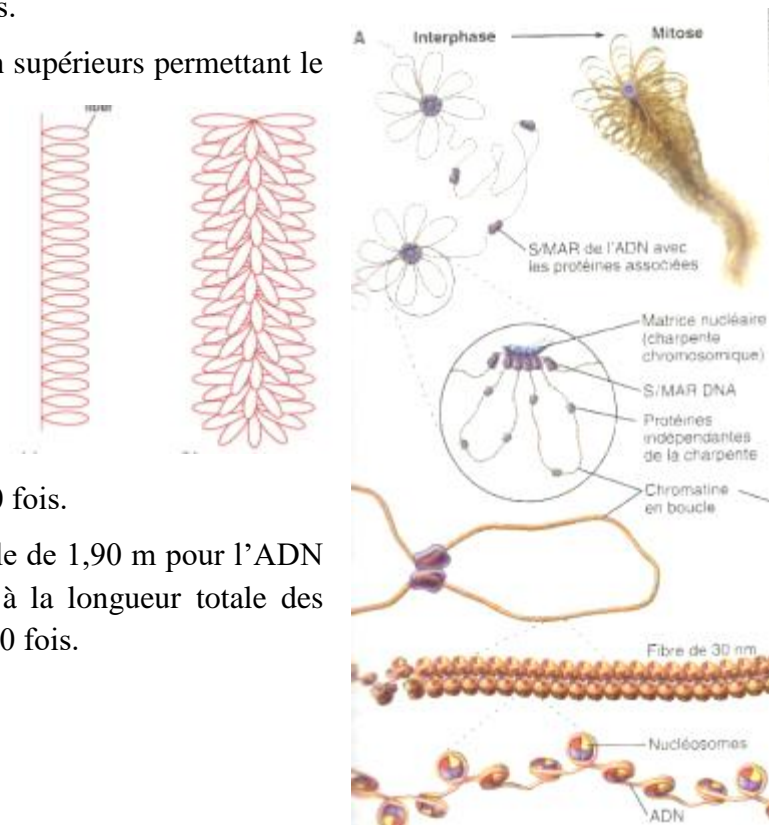 s.
n supérieurs permettant le
fiber
0 fois.
le de 1,90 m pour l’ADN
à la longueur totale des
0 fois.
A
Interphase
Mitose
S/MAR de l'ADN avec
les protéines associées
Matrice nucléaire
(charpente
chromosomique)
S/MAR DNA
Protéines
indépendantes
de la charpente
Chromatine
en boucle
Fibre de 30 nm
Nucléosomes
ADN